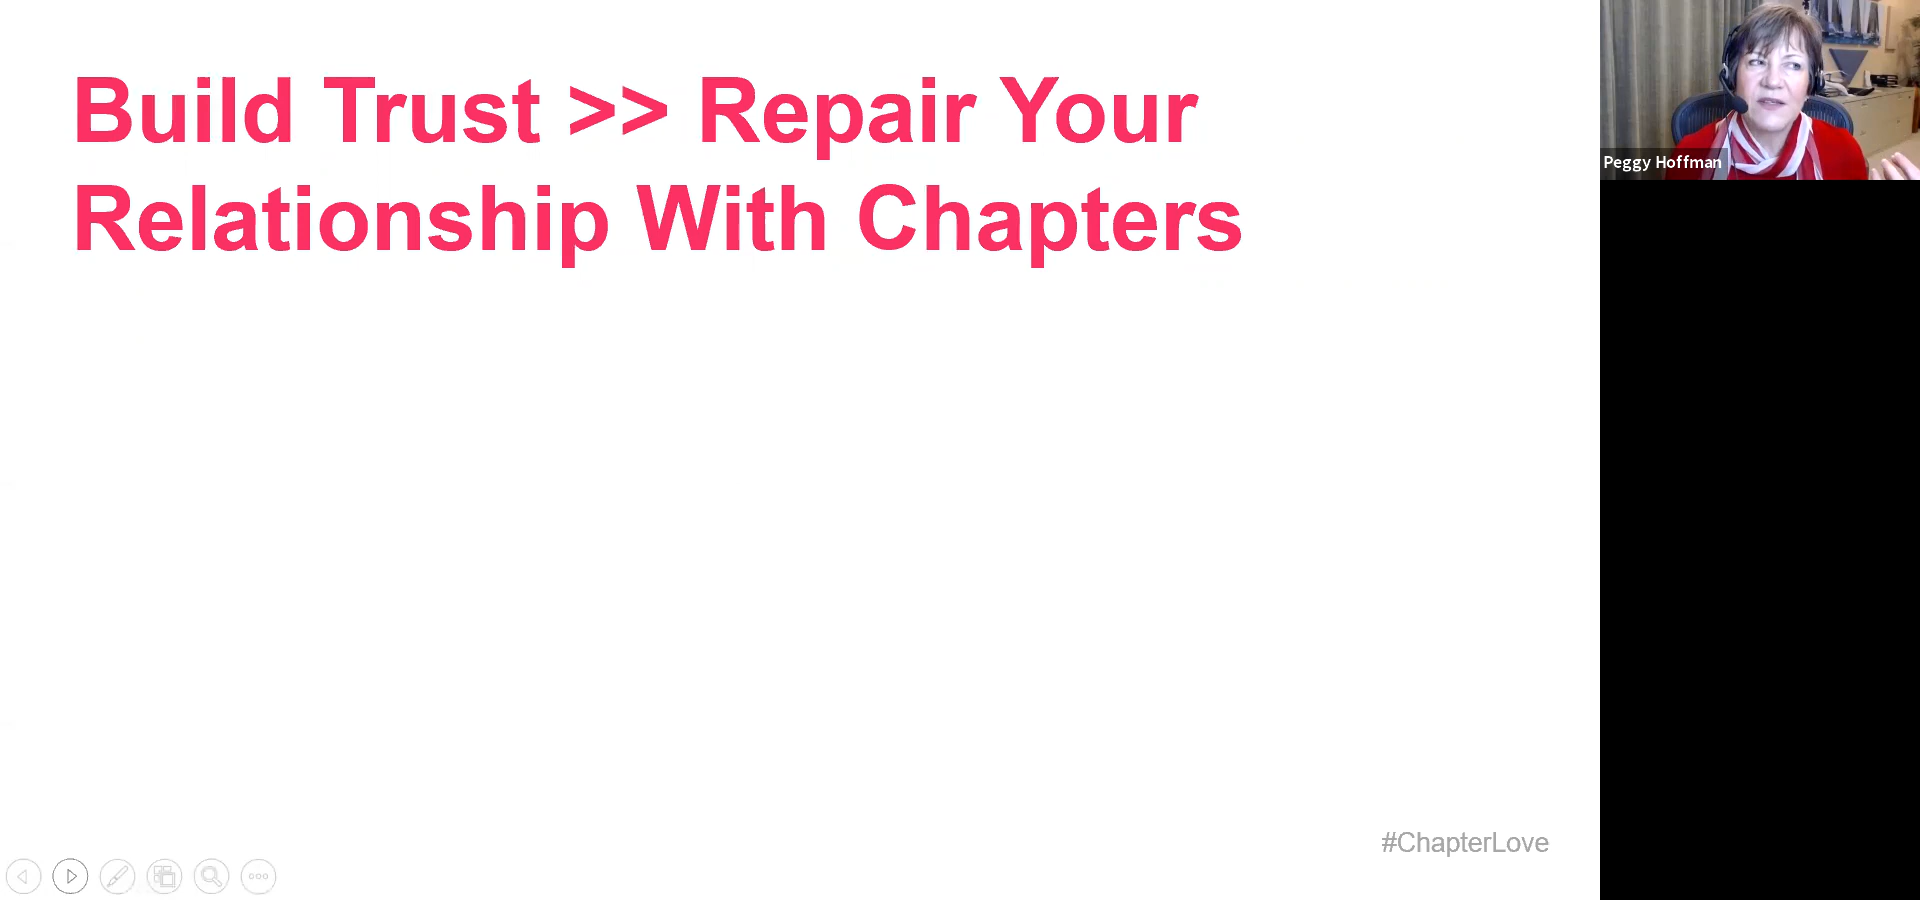 Build Trust >> Repair Your
Relationship With Chapters
Peggy Hoffman
#ChapterLove